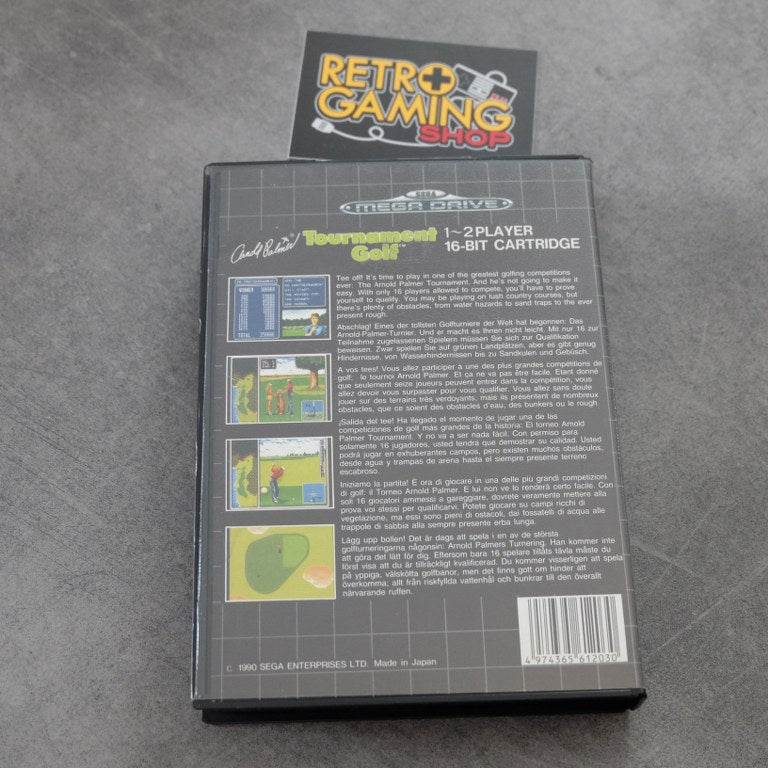 RETRO
GAMING
SHOP
SEGA
MEGA DRIVE
Arnold Palmer Tournament 1~2 PLAYER
Golf™ 16-BIT CARTRIDGE
Tee off! It's time to play in one of the greatest golfing competitions
ever. The Arnold Palmer Tournament. And he's not going to make it
easy. With only 16 players allowed to compete, you'll have to prove
yourself to qualify. You may be playing on lush country courses, but
there's plenty of obstacles, from water hazards to sand traps to the ever
present rough.
Abschlag! Eines der tollsten Golfturniere der Welt hat begonnen: Das
Arnold-Palmer-Turnier. Und er macht es Ihnen nicht leicht. Mit nur 16 zur
Teilnahme zugelassenen Spielern müssen Sie sich zur Qualifikation
beweisen. Zwar spielen Sie auf grünen Landplätzen, aber es gibt genug
Hindernisse, von Wasserhindernissen bis zu Sandkulen und Gebüsch.
A vos tees! Vous allez participer à une des plus grandes compétitions de
golf: le tournoi Arnold Palmer. Et ça ne va pas être facile. Etant donné
que seulement seize joueurs peuvent entrer dans la compétition, vous
allez devoir vous surpasser pour vous qualifier. Vous allez sans doute
jouer sur des terrains très verdoyants, mais ils présentent de nombreux
obstacles, que ce soient des obstacles d'eau, des bunkers ou le rough.
¡Salida del tee! Ha llegado el momento de jugar una de las
competiciones de golf más grandes de la historia: El torneo Arnold
Palmer Tournament. Y no va a ser nada fácil. Con permiso para
solamente 16 jugadores, usted tendrá que demostrar su calidad. Usted
podrá jugar en exhuberantes campos, pero existen muchos obstáculos,
desde agua y trampas de arena hasta el siempre presente terreno
escabroso.
Iniziamo la partita! È ora di giocare in una delle più grandi competizioni
di golf: il Torneo Arnold Palmer. E lui non ve lo renderà certo facile. Con
soli 16 giocatori ammessi a gareggiare, dovrete veramente mettere alla
prova voi stessi per qualificarvi. Potete giocare su campi ricchi di
vegetazione, ma essi sono pieni di ostacoli, dai fossatelli di acqua alle
trappole di sabbia alla sempre presente erba lunga.
Lägg upp bollen! Det är dags att spela i en av de största
golfturneringarna någonsin: Arnold Palmers Turnering. Han kommer inte
att göra det lätt för dig. Eftersom bara 16 spelare tillåts tävla måste du
först visa att du är tillräckligt kvalificerad. Du kommer visserligen att spela
på yppiga, välskötta golfbanor, men det finns gott om hinder att
överkomma; allt från riskfyllda vattenhål och bunkrar till den överallt
närvarande ruffen.
WINNER
TOTAL
4 974365 612030
© 1990 SEGA ENTERPRISES LTD. Made in Japan